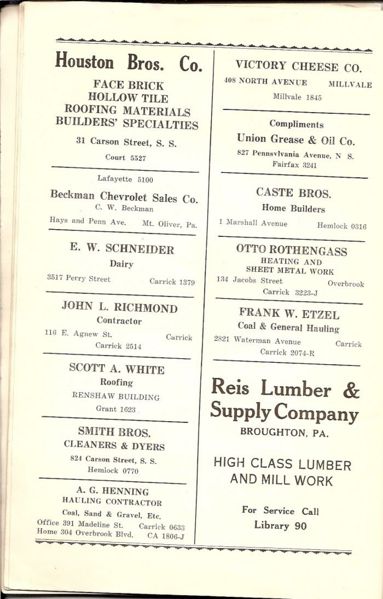 Houston Bros. Co.
FACE BRICK
HOLLOW TILE
ROOFING MATERIALS
BUILDERS' SPECIALTIES
31 Carson Street, S. S.
Court 5527
Lafayette 5100
Beckman Chevrolet Sales Co.
C. W. Beckman
Hays and Penn Ave. Mt. Oliver, Pa.
E. W. SCHNEIDER
Dairy
3517 Perry Street Carrick 1379
JOHN L. RICHMOND
Contractor
116 E. Agnew St. Carrick
Carrick 2514
SCOTT A. WHITE
Roofing
RENSHAW BUILDING
Grant 1623
SMITH BROS.
CLEANERS & DYERS
824 Carson Street, S. S.
Hemlock 0770
A. G. HENNING
HAULING CONTRACTOR
Coal, Sand & Gravel, Etc.
Office 391 Madeline St. Carrick 0633
Home 304 Overbrook Blvd. CA 1806-J
VICTORY CHEESE CO.
408 NORTH AVENUE MILLVALE
Millvale 1845
Compliments
Union Grease & Oil Co.
827 Pennsylvania Avenue, N S.
Fairfax 3241
CASTE BROS.
Home Builders
1 Marshall Avenue Hemlock 0316
OTTO ROTHENGASS
HEATING AND
SHEET METAL WORK
134 Jacobs Street Overbrook
Carrick 3223-J
FRANK W. ETZEL
Coal & General Hauling
2821 Waterman Avenue Carrick
Carrick 2074-R
Reis Lumber &
Supply Company
BROUGHTON, PA.
HIGH CLASS LUMBER
AND MILL WORK
For Service Call
Library 90